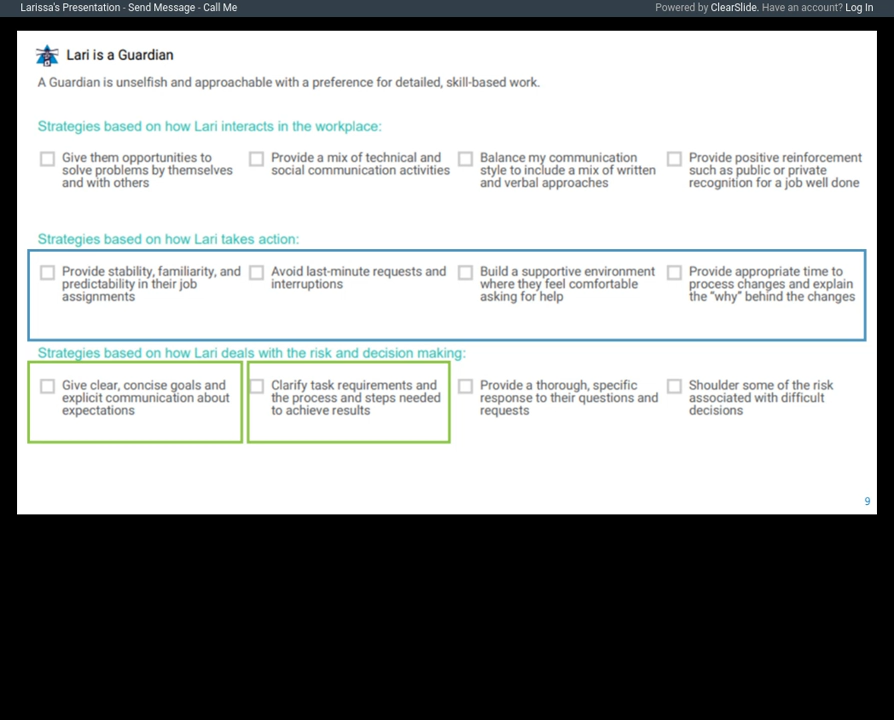 Larissa's Presentation - Send Message - Call Me
Powered by ClearSlide. Have an account? Log In
Lari is a Guardian
A Guardian is unselfish and approachable with a preference for detailed, skill-based work.
Strategies based on how Lari interacts in the workplace:
Give them opportunities to
solve problems by themselves
and with others
Provide a mix of technical and
social communication activities
Balance my communication
style to include a mix of written
and verbal approaches
Provide positive reinforcement
such as public or private
recognition for a job well done
Strategies based on how Lari takes action:
Provide stability, familiarity, and
predictability in their job
assignments
Avoid last-minute requests and
interruptions
Build a supportive environment
where they feel comfortable
asking for help
Provide appropriate time to
process changes and explain
the "why" behind the changes
Strategies based on how Lari deals with the risk and decision making:
Give clear, concise goals and
explicit communication about
expectations
Clarify task requirements and
the process and steps needed
to achieve results
Provide a thorough, specific
response to their questions and
requests
Shoulder some of the risk
associated with difficult
decisions
9